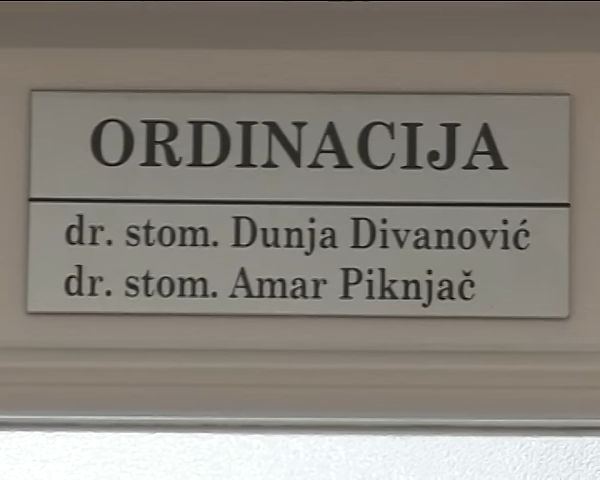 ORDINACIJA
dr. stom. Dunja Divanović
dr. stom. Amar Piknjač